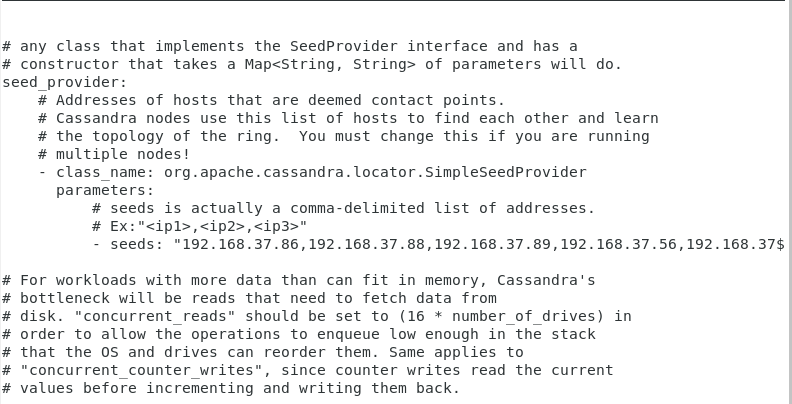 # any class that implements the SeedProvider interface and has a
# constructor that takes a Map<String, String> of parameters will do.
seed_provider:
    # Addresses of hosts that are deemed contact points.
    # Cassandra nodes use this list of hosts to find each other and learn
    # the topology of the ring.  You must change this if you are running
    # multiple nodes!
    - class_name: org.apache.cassandra.locator.SimpleSeedProvider
      parameters:
          # seeds is actually a comma-delimited list of addresses.
          # Ex:"<ip1>,<ip2>,<ip3>"
          - seeds: "192.168.37.86,192.168.37.88,192.168.37.89,192.168.37.56,192.168.37$
# For workloads with more data than can fit in memory, Cassandra's
# bottleneck will be reads that need to fetch data from
# disk. "concurrent_reads" should be set to (16 * number_of_drives) in
# order to allow the operations to enqueue low enough in the stack
# that the OS and drives can reorder them. Same applies to
# "concurrent_counter_writes", since counter writes read the current
# values before incrementing and writing them back.